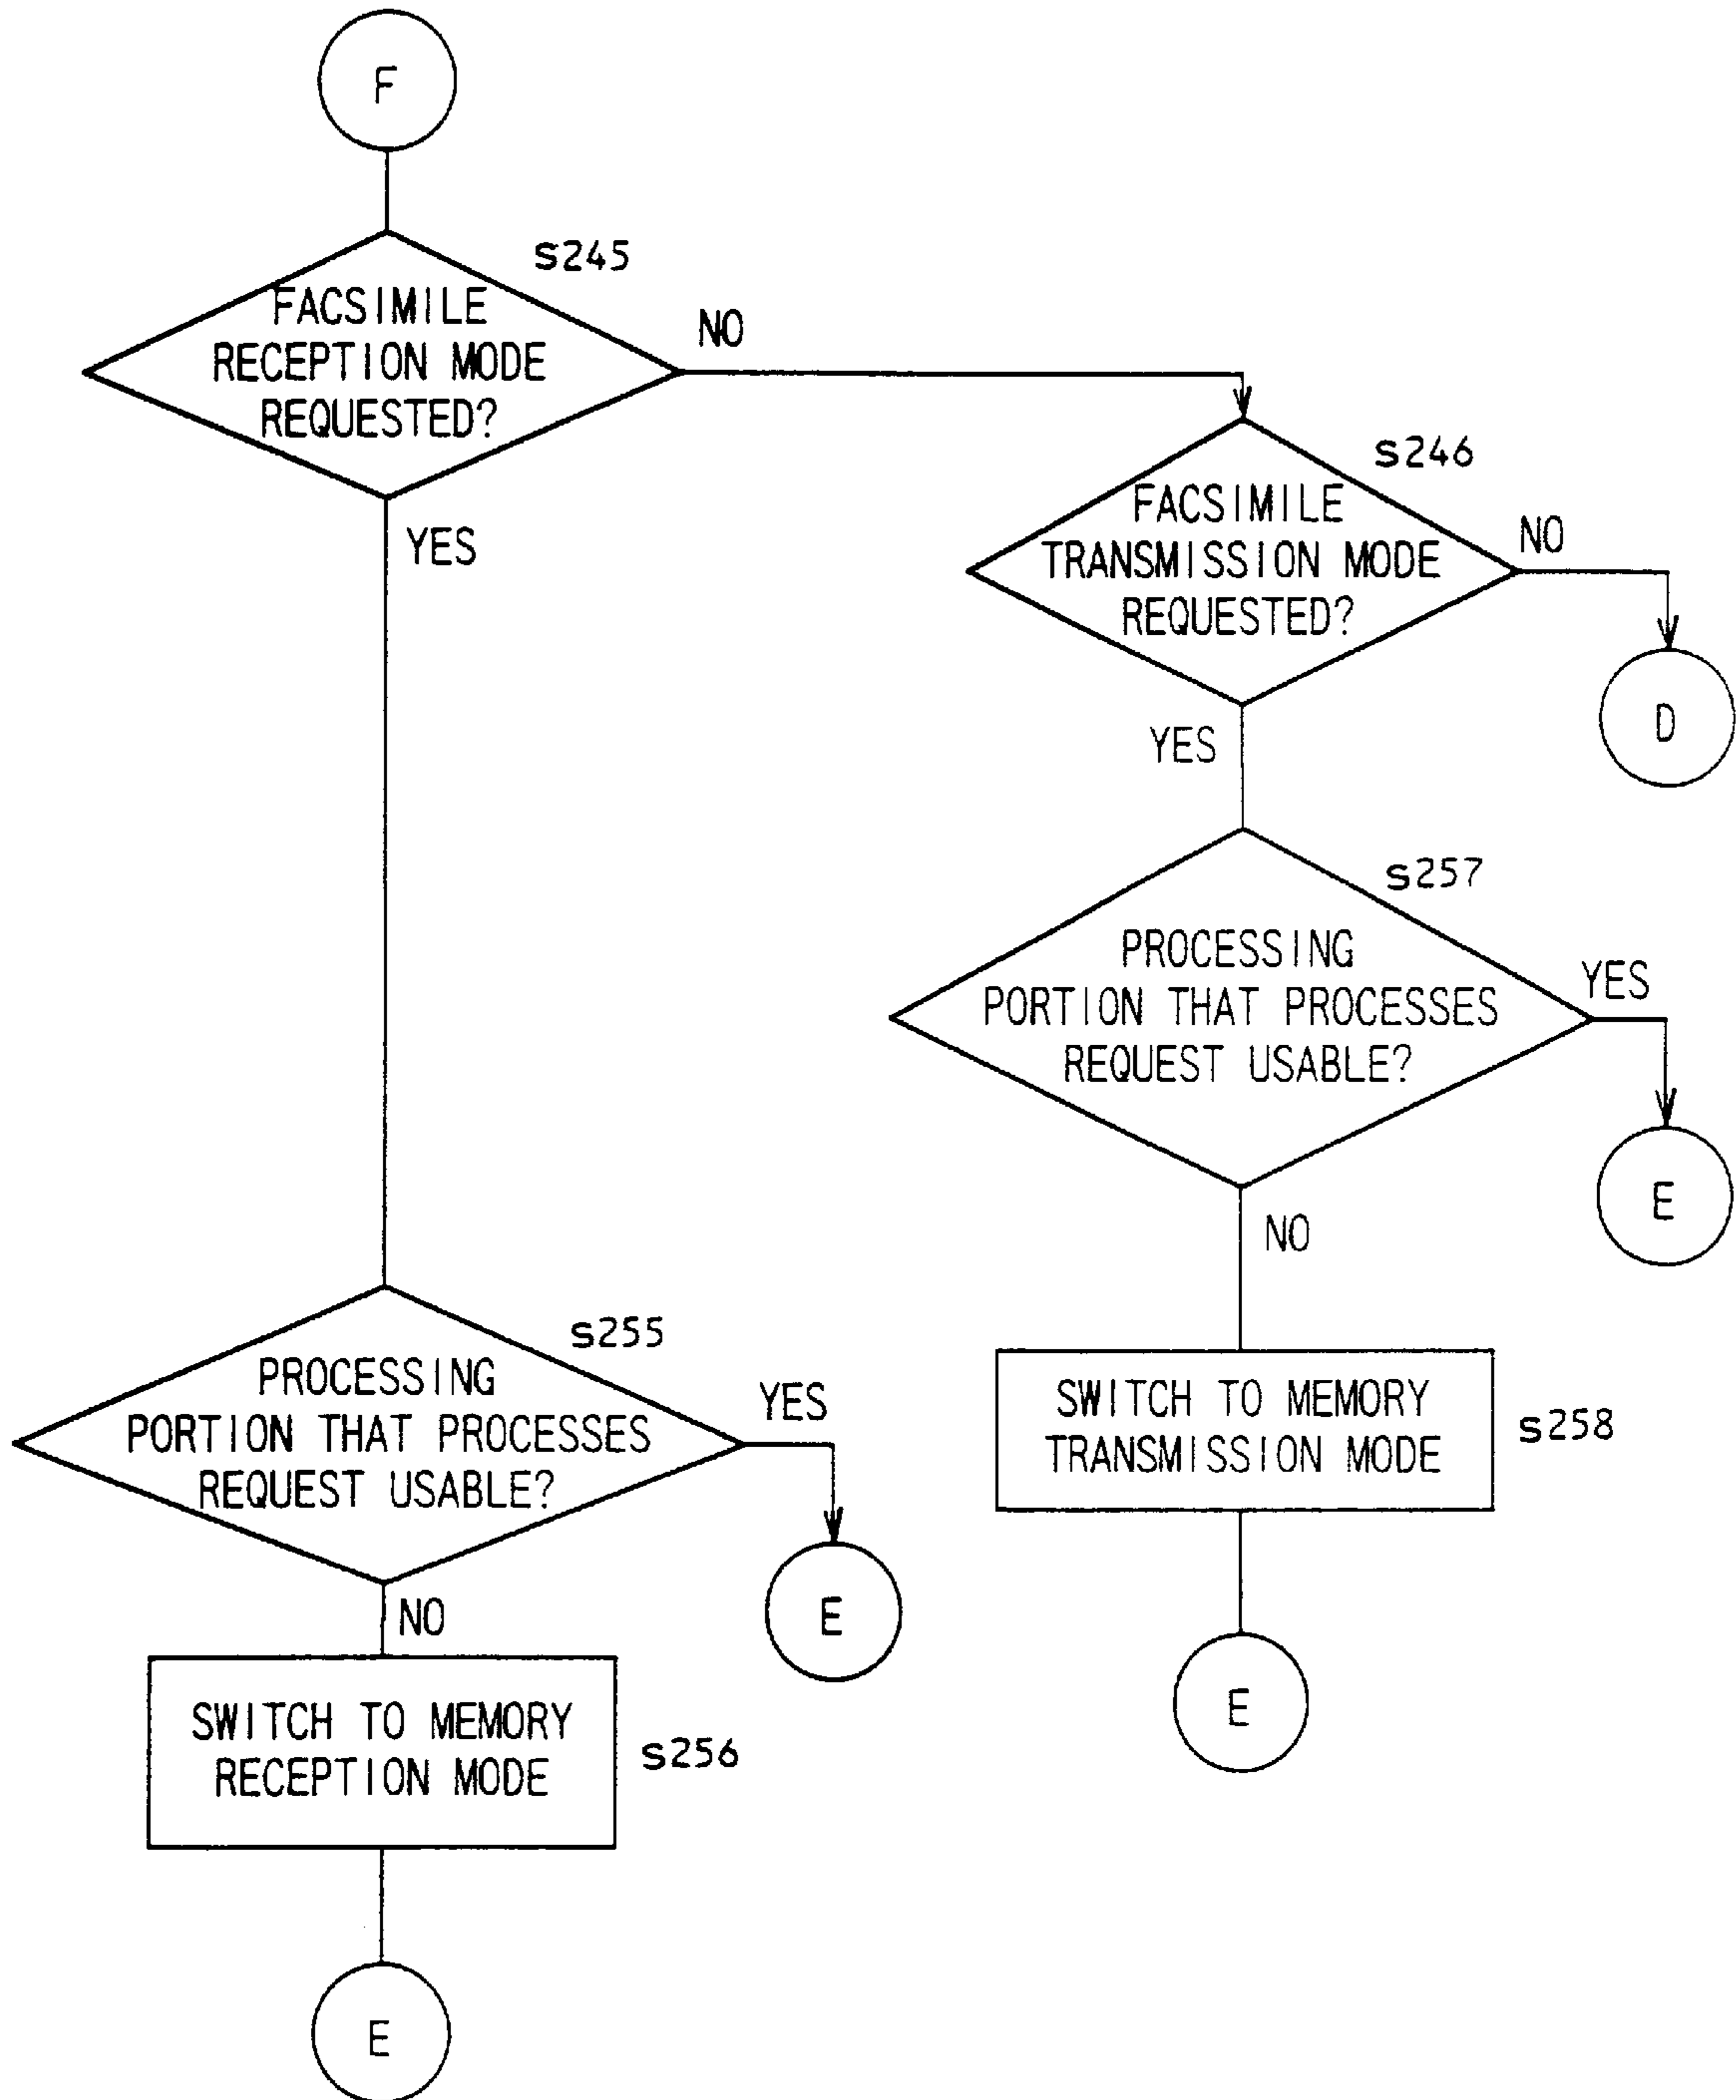 F
s245
FACSIMILE
RECEPTION MODE
REQUESTED?
NO
YES
s246
FACSIMILE
TRANSMISSION MODE
REQUESTED?
NO
D
YES
s257
PROCESSING
PORTION THAT PROCESSES
REQUEST USABLE?
YES
E
NO
s255
PROCESSING
PORTION THAT PROCESSES
REQUEST USABLE?
YES
E
NO
SWITCH TO MEMORY
TRANSMISSION MODE
s258
E
SWITCH TO MEMORY
RECEPTION MODE
s256
E